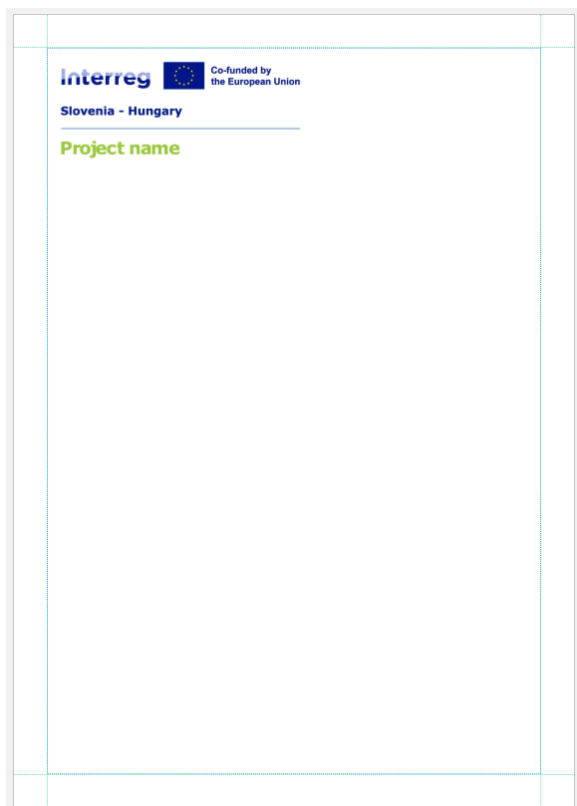 Interreg
Co-funded by
the European Union
Slovenia - Hungary
Project name